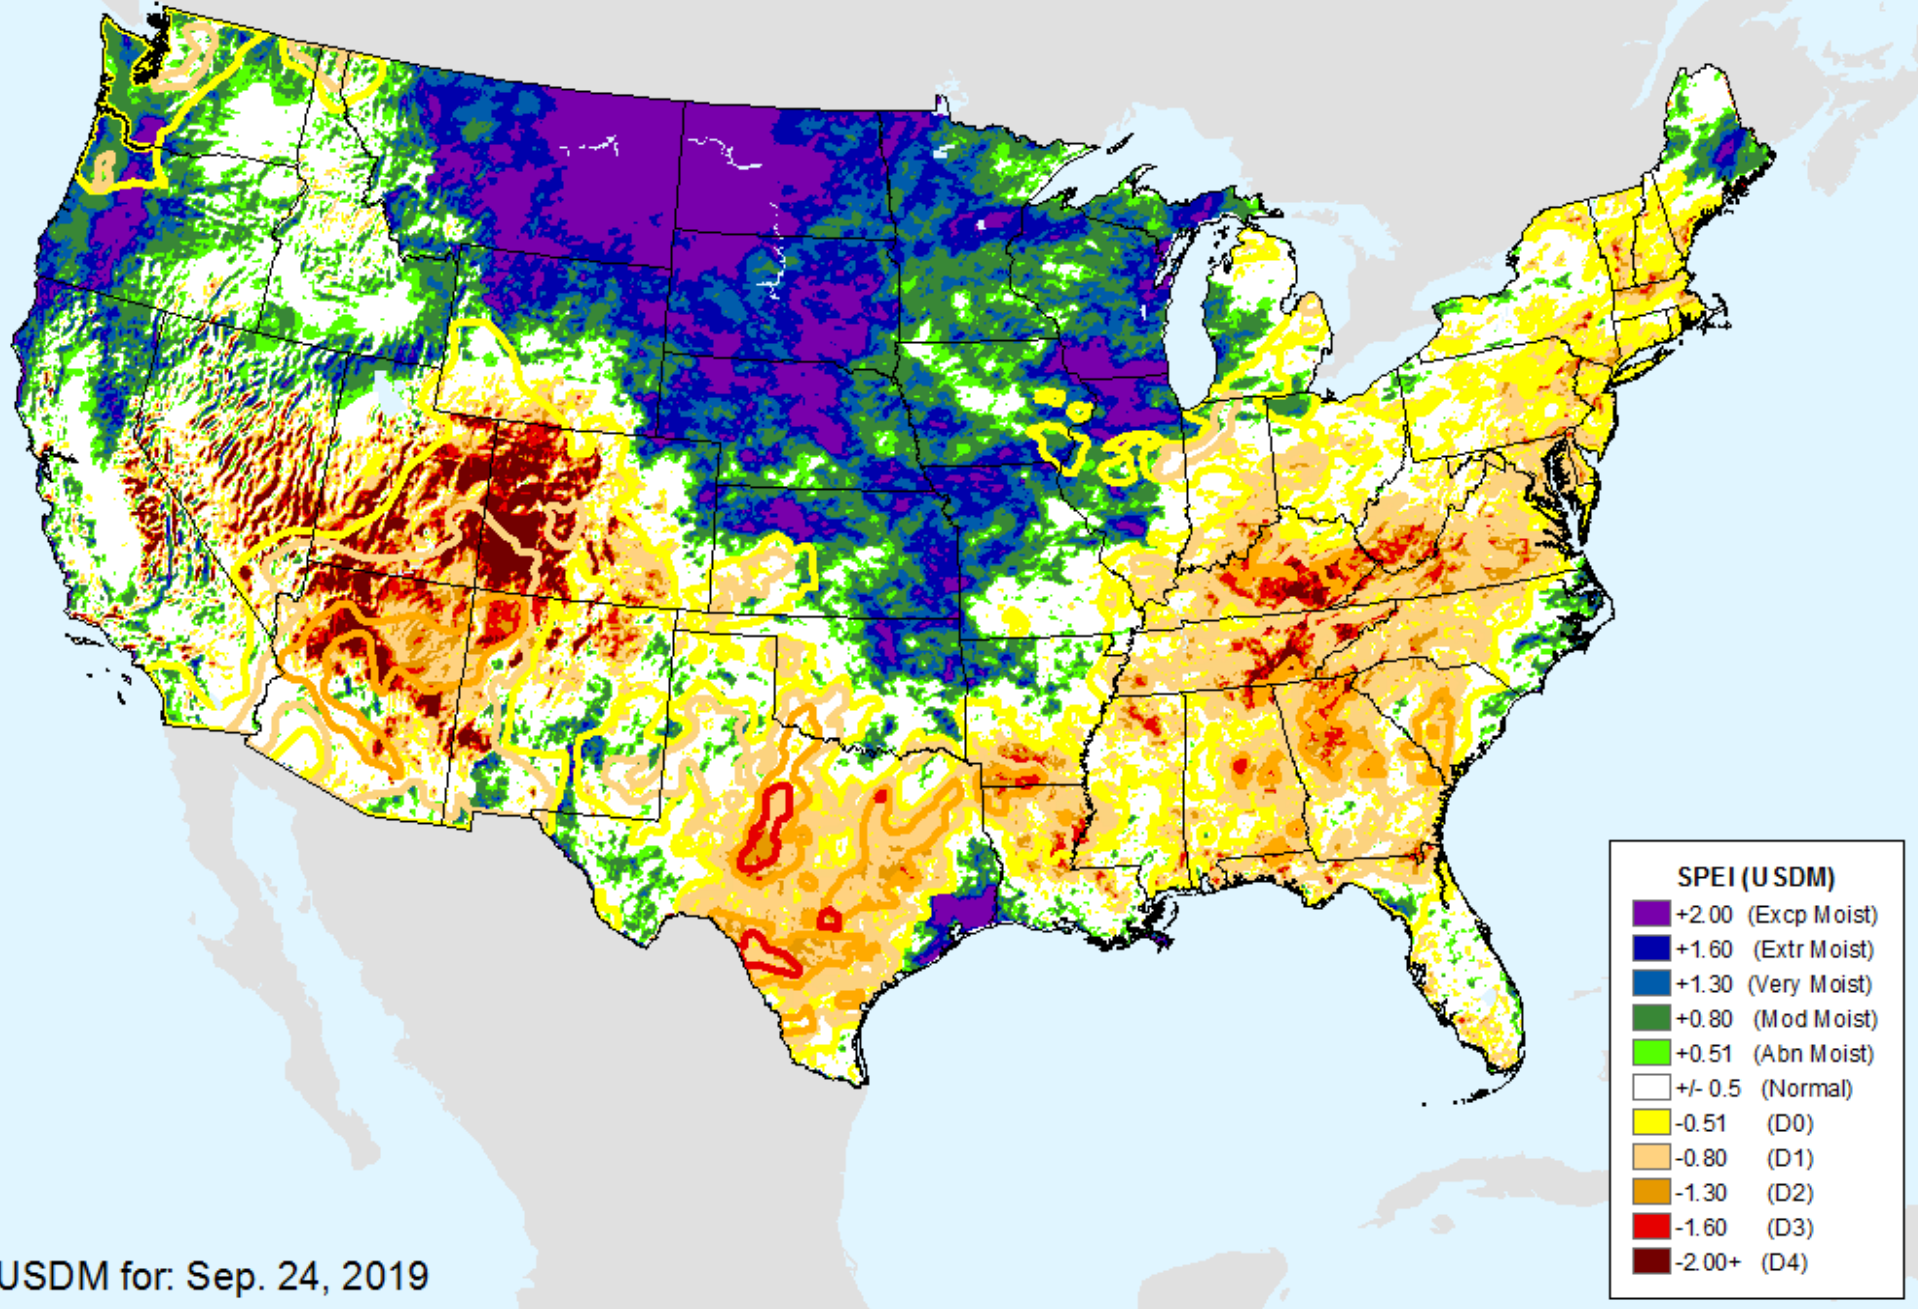 SPEI (USDM)
+2.00 (Excp Moist)
+1.60 (Extr Moist)
+1.30 (Very Moist)
+0.80 (Mod Moist)
+0.51 (Abn Moist)
+/- 0.5 (Normal)
-0.51 (D0)
-0.80 (D1)
-1.30 (D2)
-1.60 (D3)
-2.00+ (D4)
USDM for: Sep. 24, 2019